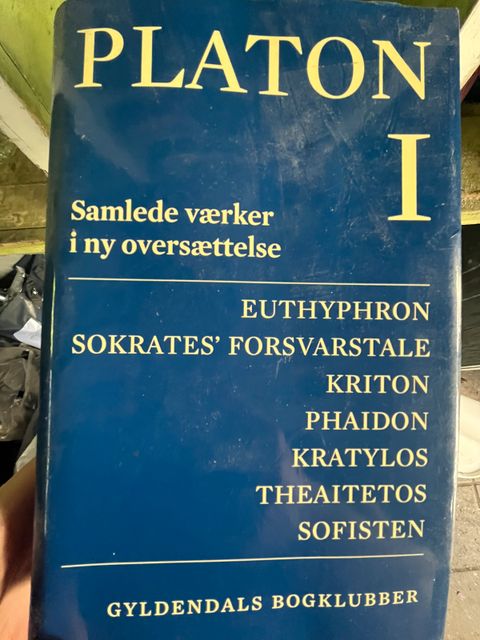 PLATON
I
Samlede værker
i ny oversættelse
EUTHYPHRON
SOKRATES’ FORSVARSTALE
KRITON
PHAIDON
KRATYLOS
THEAITETOS
SOFISTEN
GYLDENDALS BOGKLUBBER